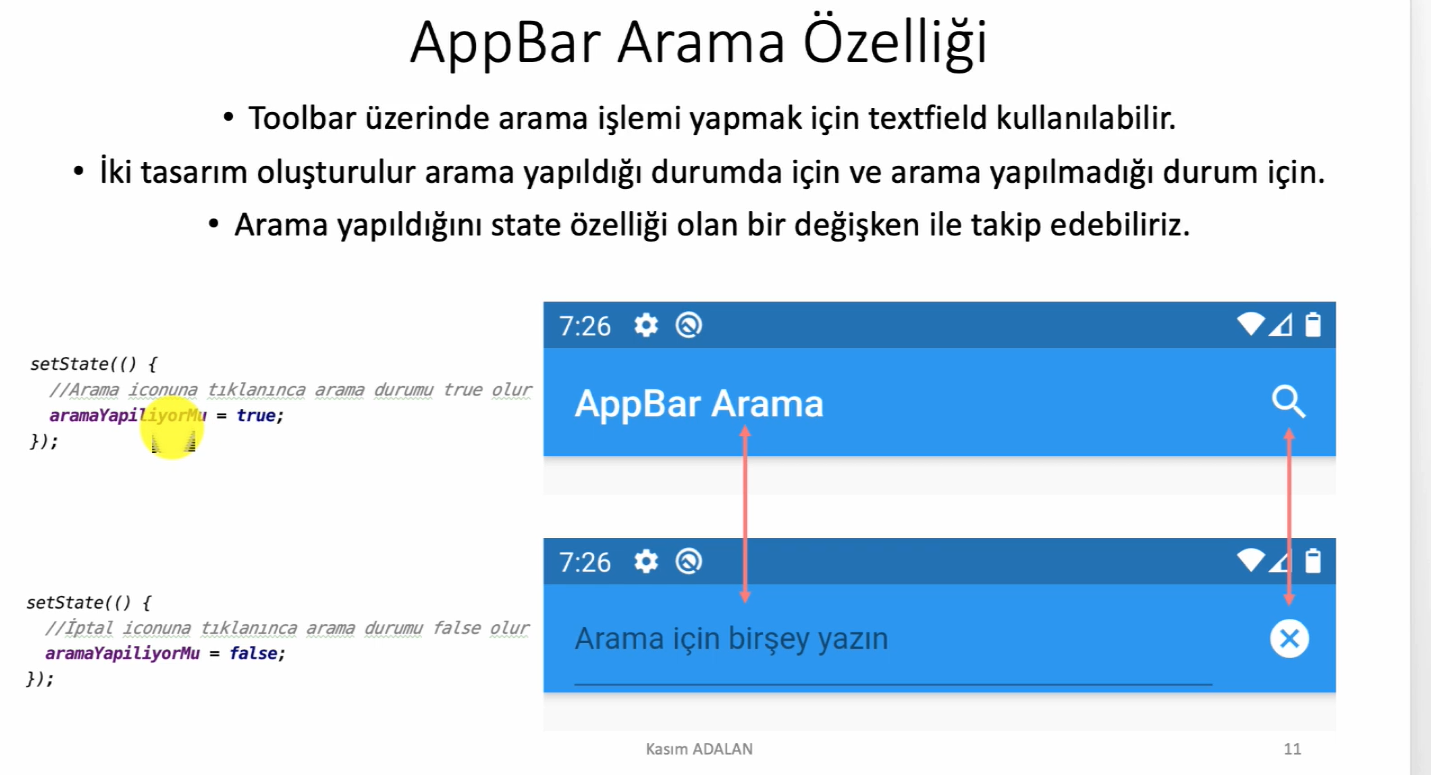 AppBar Arama Özelliği
• Toolbar üzerinde arama işlemi yapmak için textfield kullanılabilir.
• İki tasarım oluşturulur arama yapıldığı durumda için ve arama yapılmadığı durum için.
• Arama yapıldığını state özelliği olan bir değişken ile takip edebiliriz.
setState(() {
//Arama iconuna tıklanınca arama durumu true olur
aramaYapiliyorMu = true;
});
7:26
AppBar Arama
setState(() {
//İptal iconuna tıklanınca arama durumu false olur
aramaYapiliyorMu = false;
});
7:26
Arama için birşey yazın
Kasım ADALAN
11